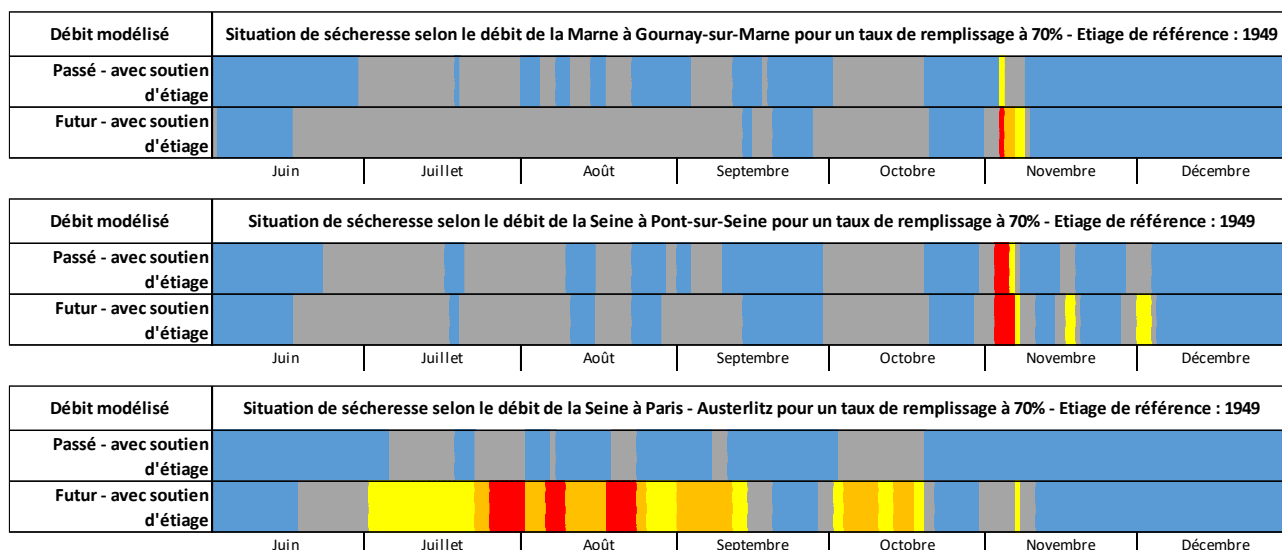 Débit modélisé
Situation de sécheresse selon le débit de la Marne à Gournay-sur-Marne pour un taux de remplissage à 70% - Etiage de référence : 1949
Passé - avec soutien
d'étiage
Futur - avec soutien
d'étiage
Juin Juillet Août Septembre Octobre Novembre Décembre
Débit modélisé
Situation de sécheresse selon le débit de la Seine à Pont-sur-Seine pour un taux de remplissage à 70% - Etiage de référence : 1949
Passé - avec soutien
d'étiage
Futur - avec soutien
d'étiage
Juin Juillet Août Septembre Octobre Novembre Décembre
Débit modélisé
Situation de sécheresse selon le débit de la Seine à Paris - Austerlitz pour un taux de remplissage à 70% - Etiage de référence : 1949
Passé - avec soutien
d'étiage
Futur - avec soutien
d'étiage
Juin Juillet Août Septembre Octobre Novembre Décembre